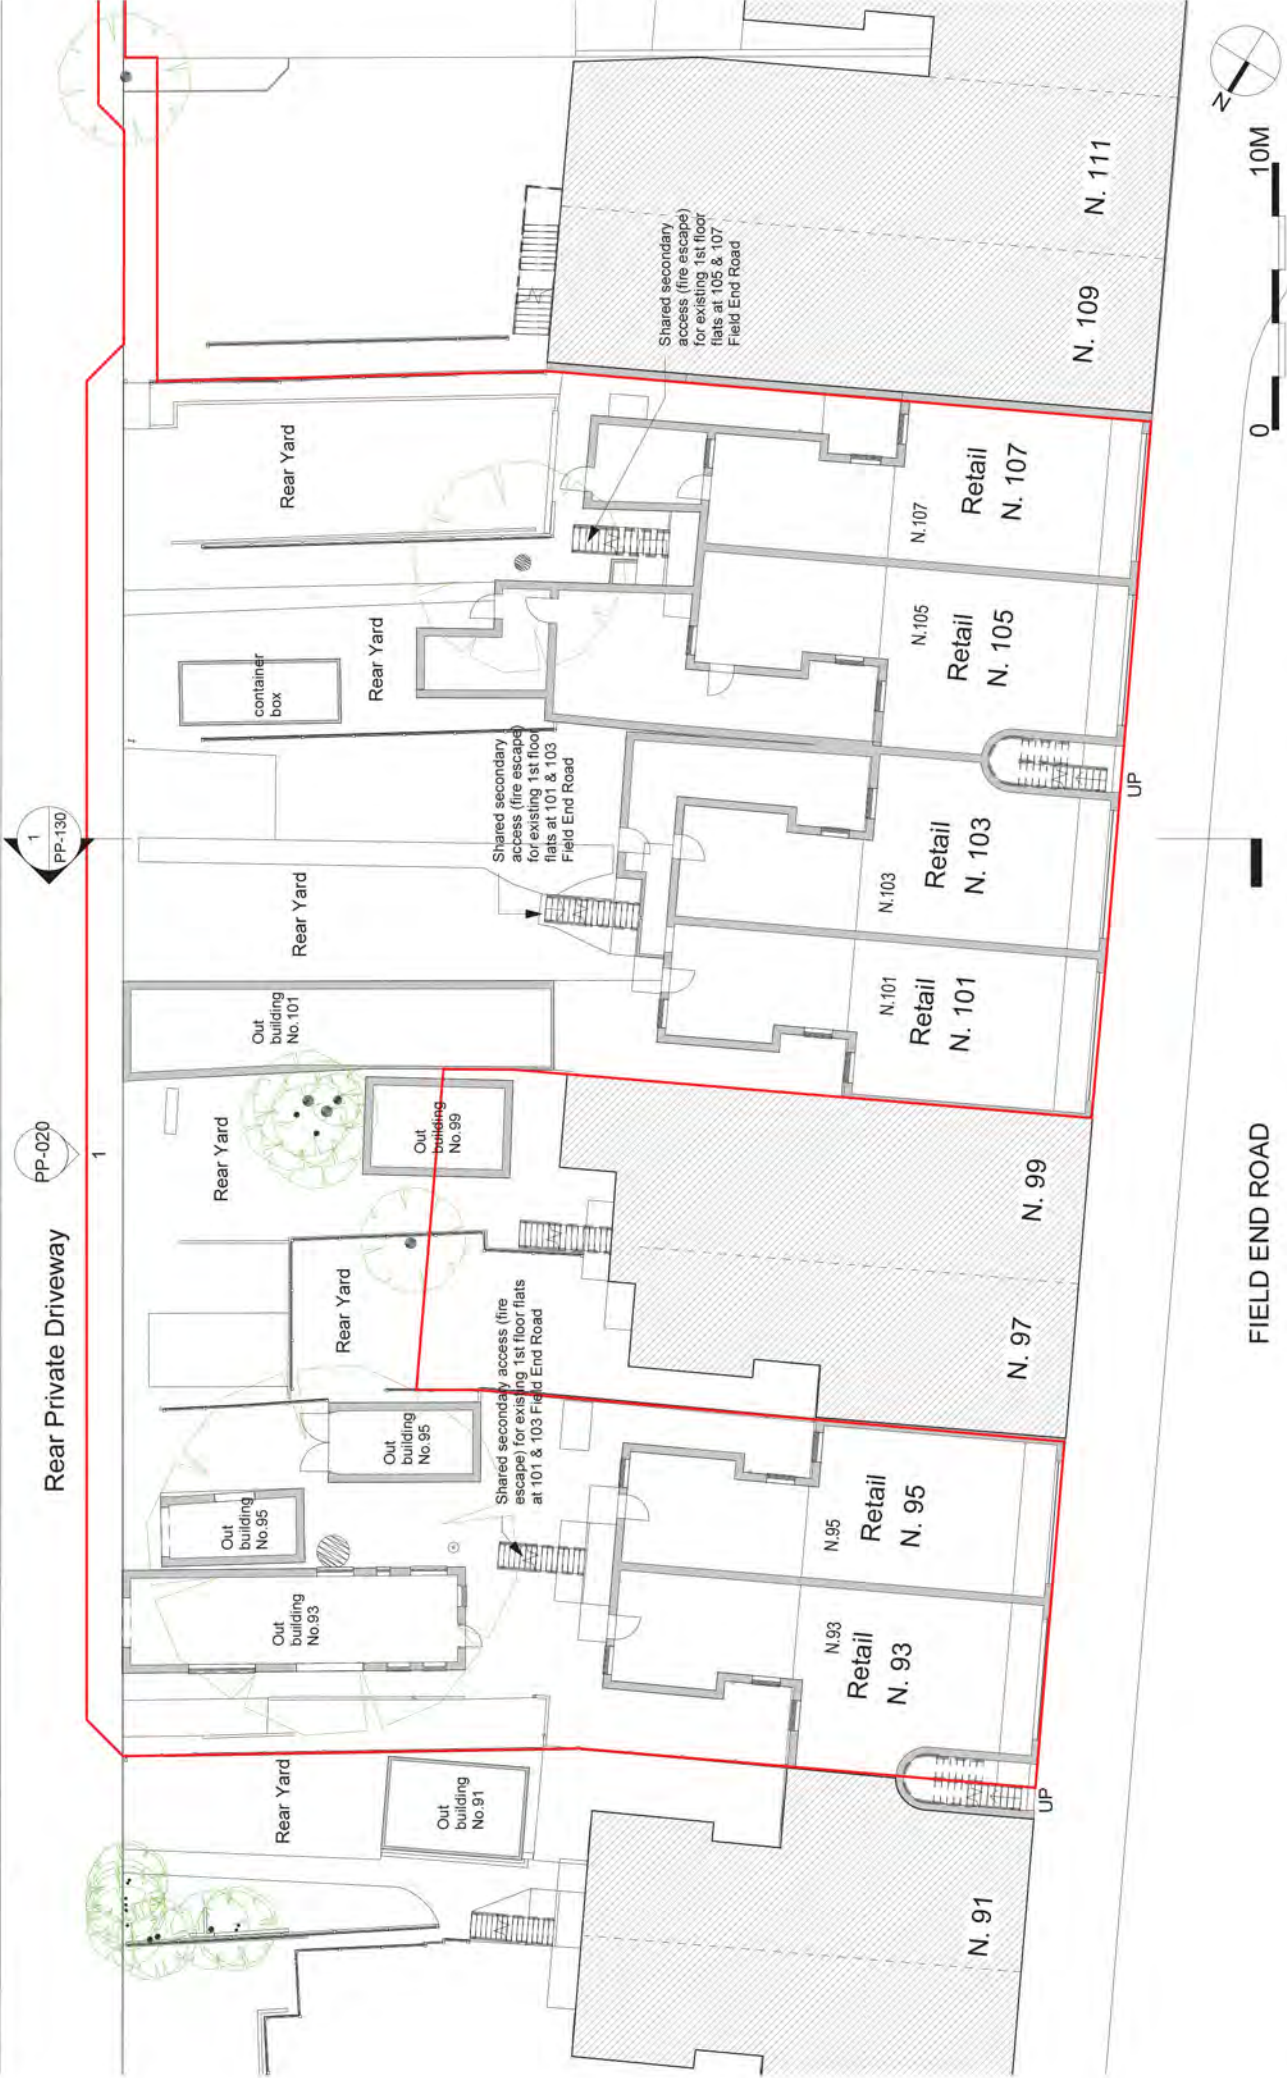 Rear Private Driveway
PP-020
1
1
PP-130
Rear Yard
Out
building
No.91
Out
building
No.93
Out
building
No.95
Out
building
No.95
Rear Yard
Rear Yard
Out
building
No.99
Out
building
No.101
Rear Yard
container
box
Rear Yard
Rear Yard
Shared secondary access (fire
escape) for existing 1st floor flats
at 101 & 103 Field End Road
Shared secondary
access (fire escape)
for existing 1st floor
flats at 101 & 103
Field End Road
Shared secondary
access (fire escape)
for existing 1st floor
flats at 105 & 107
Field End Road
N. 91
N.93
Retail
N. 93
N.95
Retail
N. 95
N. 97
N. 99
N.101
Retail
N. 101
N.103
Retail
N. 103
N.105
Retail
N. 105
N.107
Retail
N. 107
N. 109
N. 111
UP
UP
FIELD END ROAD
0
10M
N